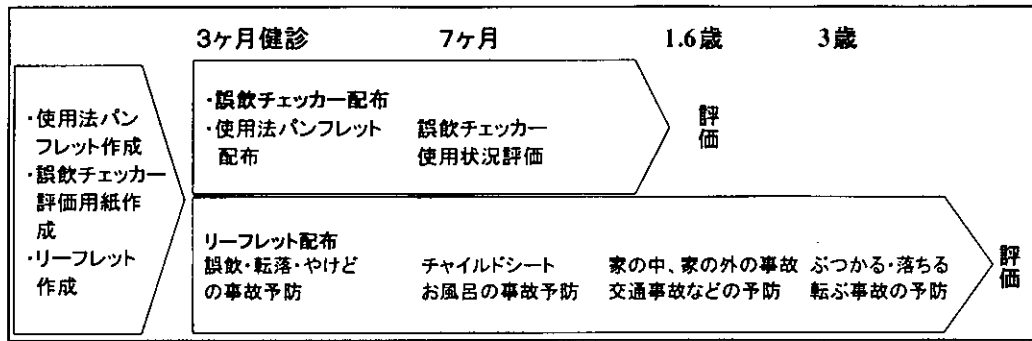 3ヶ月健診 7ヶ月 1.6歳 3歳
・使用法パン
フレット作成
・誤飲チェッカー
評価用紙作
成
・リーフレット
作成
・誤飲チェッカー配布
・使用法パンフレット
配布
誤飲チェッカー
使用状況評価
評
価
リーフレット配布
誤飲・転落・やけど
の事故予防
チャイルドシート
お風呂の事故予防
家の中、家の外の事故
交通事故などの予防
ぶつかる・落ちる
転ぶ事故の予防
評
価